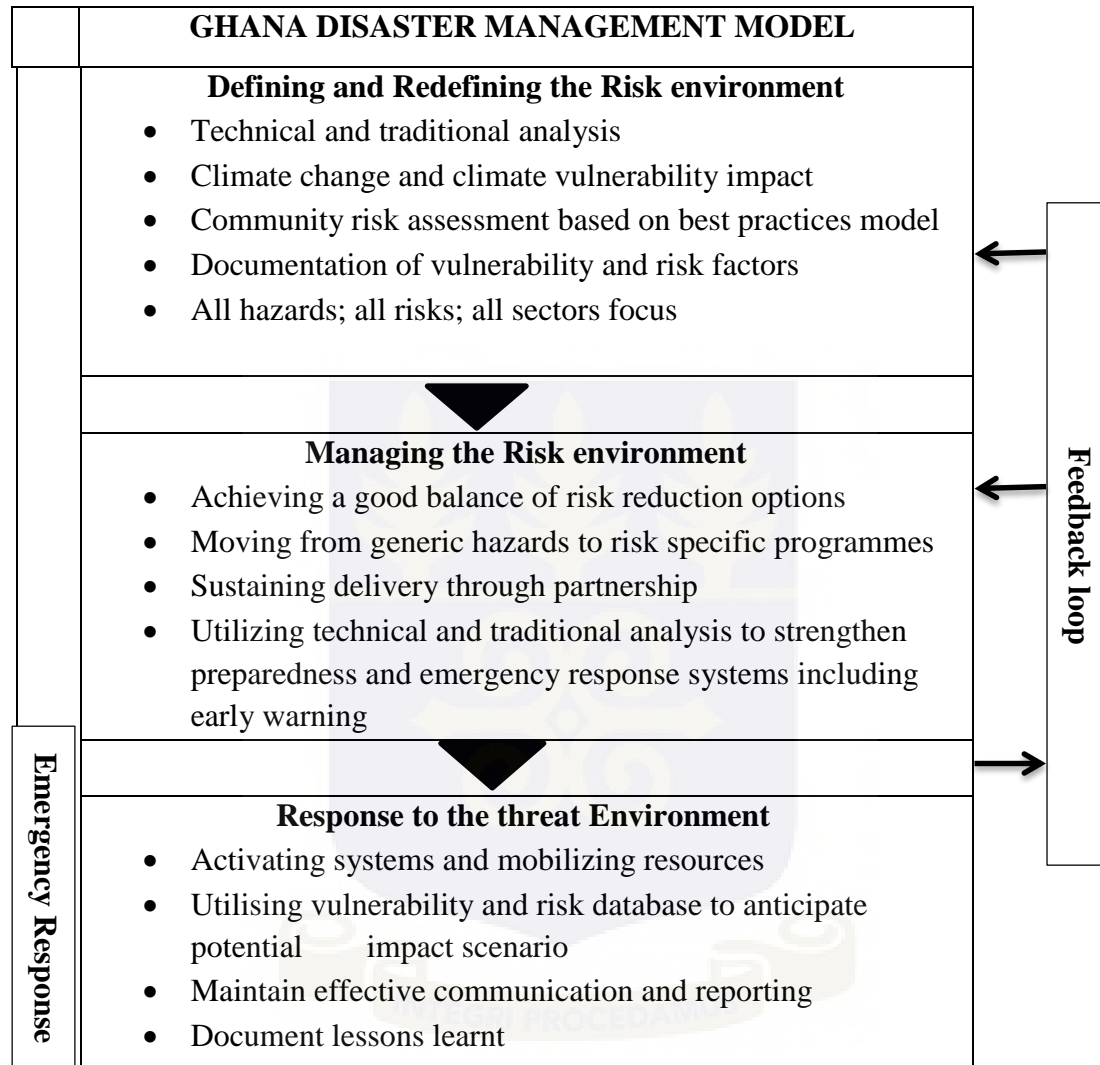 GHANA DISASTER MANAGEMENT MODEL
Defining and Redefining the Risk environment
• Technical and traditional analysis
• Climate change and climate vulnerability impact
• Community risk assessment based on best practices model
• Documentation of vulnerability and risk factors
• All hazards; all risks; all sectors focus
Managing the Risk environment
• Achieving a good balance of risk reduction options
• Moving from generic hazards to risk specific programmes
• Sustaining delivery through partnership
• Utilizing technical and traditional analysis to strengthen
preparedness and emergency response systems including
early warning
Response to the threat Environment
• Activating systems and mobilizing resources
• Utilising vulnerability and risk database to anticipate
potential impact scenario
• Maintain effective communication and reporting
• Document lessons learnt
Emergency Response
Feedback loop
INTEGRI PROCEDAMUS